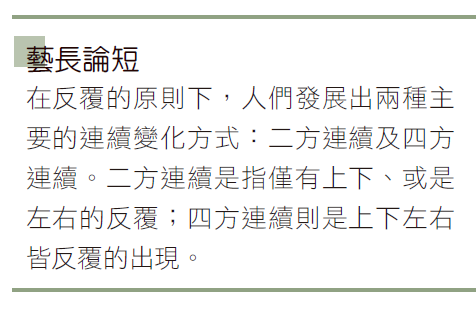 藝長論短
在反覆的原則下，人們發展出兩種主
要的連續變化方式：二方連續及四方
連續。二方連續是指僅有上下、或是
左右的反覆；四方連續則是上下左右
皆反覆的出現。